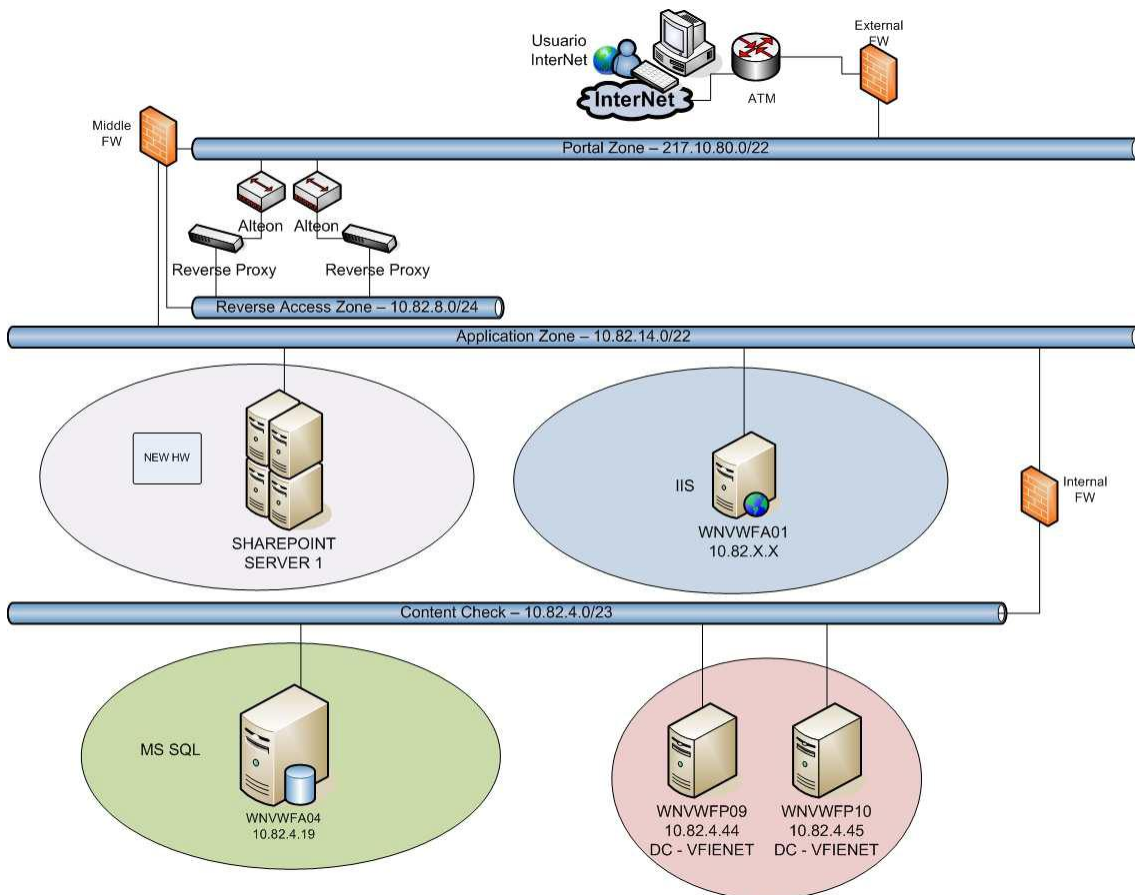 Usuario
InterNet
InterNet
ATM
External
FW
Middle
FW
Portal Zone – 217.10.80.0/22
Alteon
Alteon
Reverse Proxy
Reverse Proxy
Reverse Access Zone – 10.82.8.0/24
Application Zone – 10.82.14.0/22
NEW HW
SHAREPOINT
SERVER 1
IIS
WNVWFA01
10.82.X.X
Internal
FW
Content Check – 10.82.4.0/23
MS SQL
WNVWFA04
10.82.4.19
WNVWFP09
10.82.4.44
DC - VFIENET
WNVWFP10
10.82.4.45
DC - VFIENET